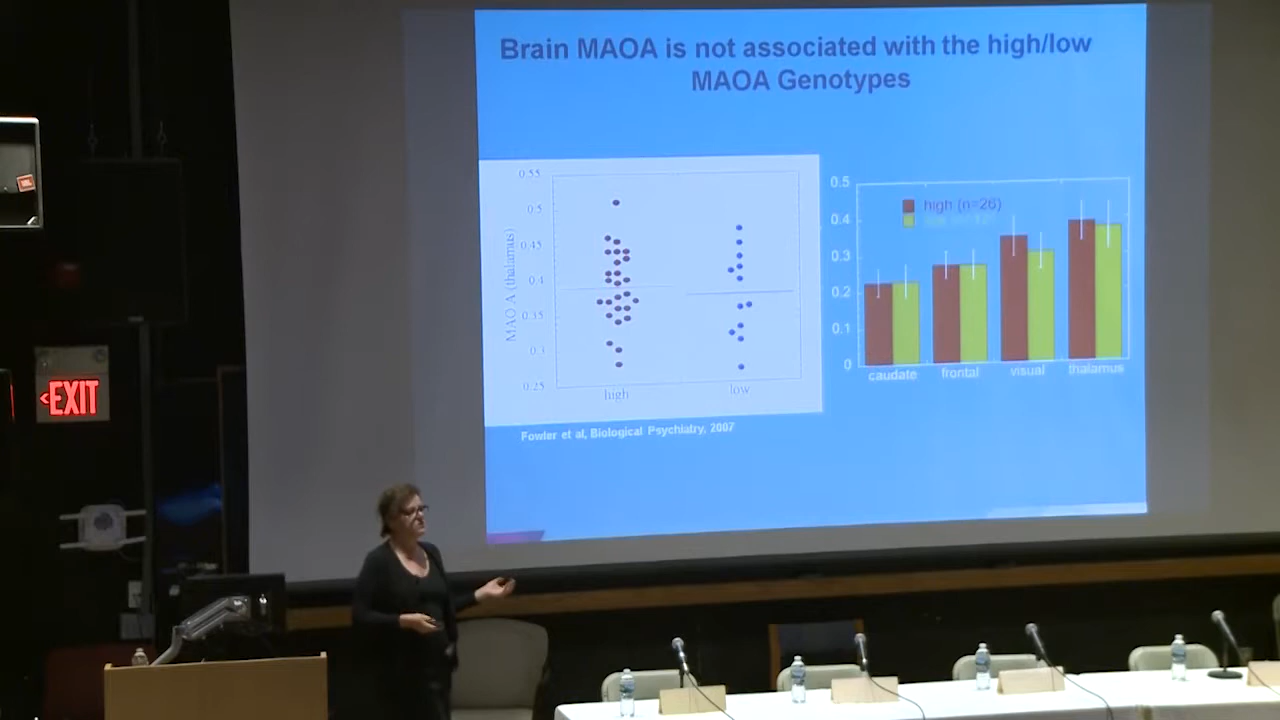 Brain MAOA is not associated with the high/low
MAOA Genotypes
0.55
0.5
0.45
0.4
0.35
0.3
0.25
MAO A (thalamus)
high
low
0.5
0.4
0.3
0.2
0.1
0
high (n=26)
caudate
frontal
visual
thalamus
Fowler et al, Biological Psychiatry, 2007
<EXIT